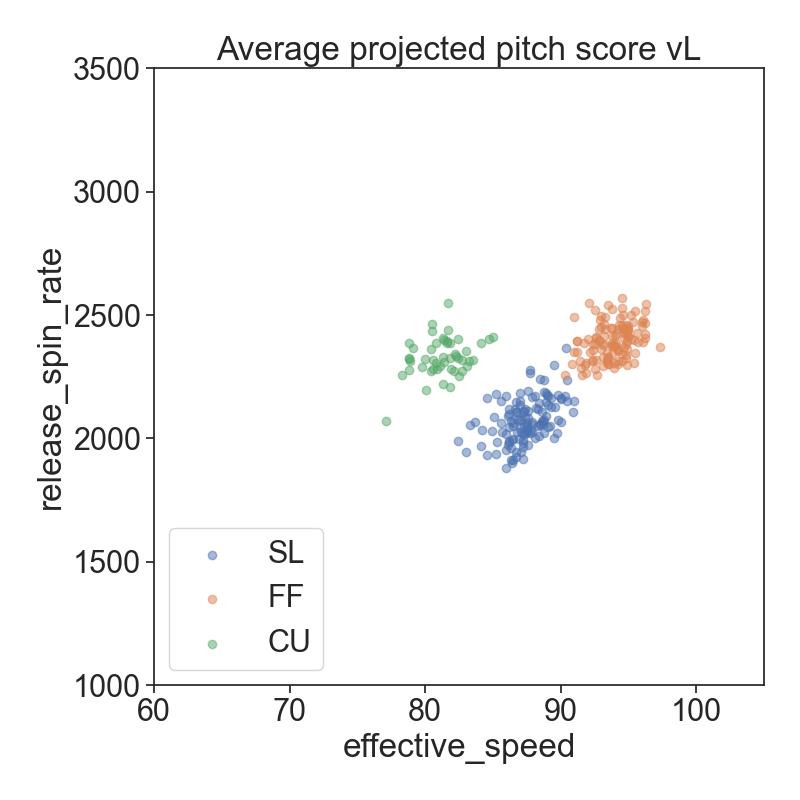 Average projected pitch score vL
3500
3000
2500
2000
1500
1000
release_spin_rate
SL
FF
CU
60 70 80 90 100
effective_speed